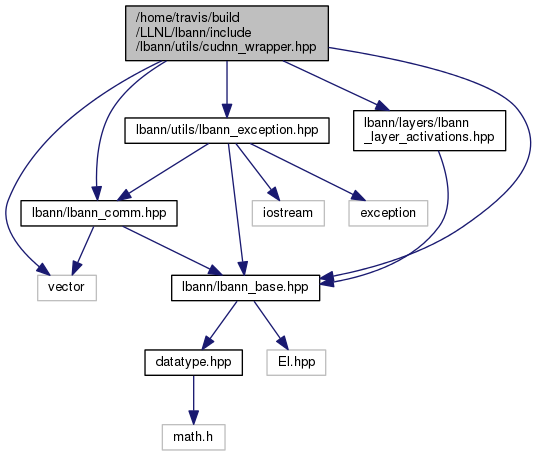 /home/travis/build
/LLNL/lbann/include
/lbann/utils/cudnn_wrapper.hpp
lbann/utils/lbann_exception.hpp
lbann/layers/lbann
_layer_activations.hpp
lbann/lbann_comm.hpp
iostream
exception
vector
lbann/lbann_base.hpp
datatype.hpp
El.hpp
math.h